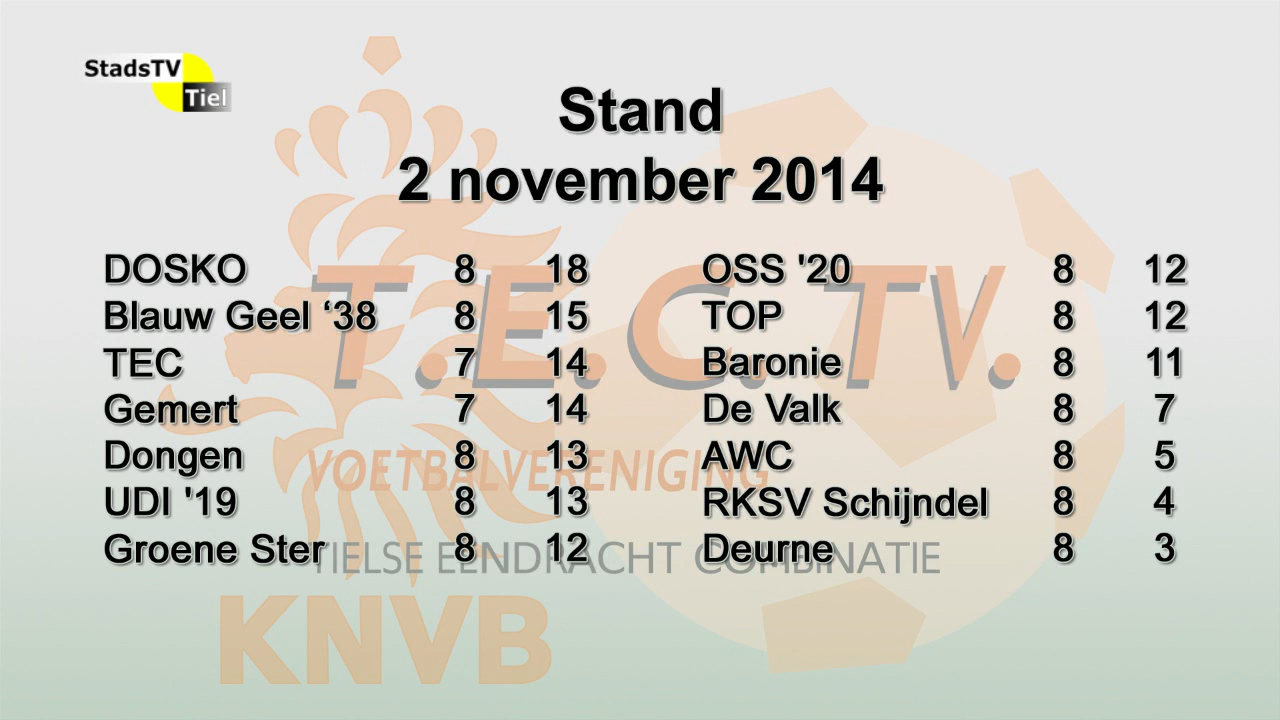 StadsTV
Tiel
Stand
2 november 2014
DOSKO 8 18
Blauw Geel ‘38 8 15
TEC 7 14
Gemert 7 14
Dongen 8 13
UDI '19 8 13
Groene Ster 8 12
OSS '20 8 12
TOP 8 12
Baronie 8 11
De Valk 8 7
AWC 8 5
RKSV Schijndel 8 4
Deurne 8 3
T.E.C. TV.
VOETBALVERENIGING
TIELSE EENDRACHT COMBINATIE
KNVB